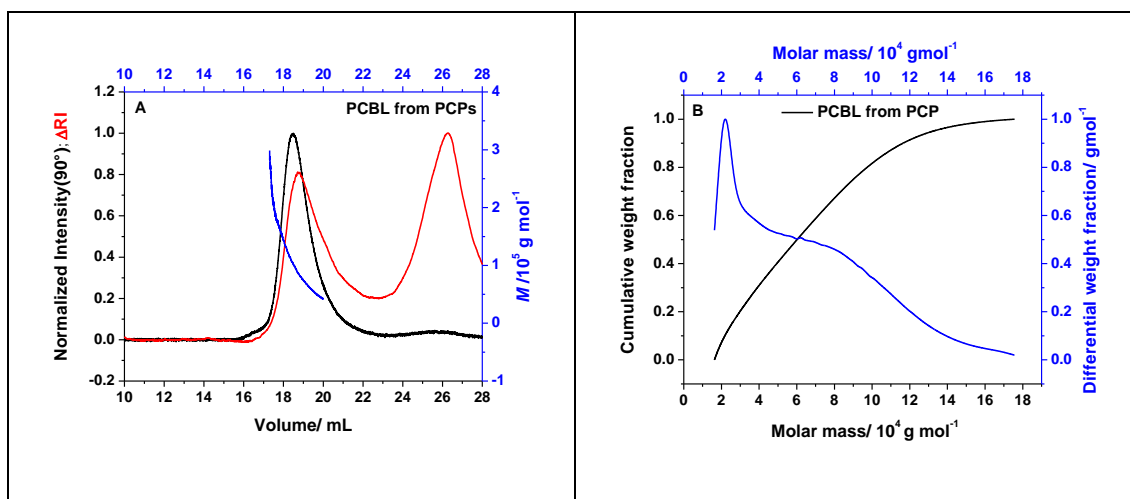 10 12 14 16 18 20 22 24 26 28
A
PCBL from PCPs
Normalized Intensity(90°); ΔRI
1.2
1.0
0.8
0.6
0.4
0.2
0.0
-0.2
4
3
2
1
0
-1
M /10⁵ g mol⁻¹
10 12 14 16 18 20 22 24 26 28
Volume/ mL
Molar mass/ 10⁴ gmol⁻¹
0 2 4 6 8 10 12 14 16 18
B
PCBL from PCP
Cumulative weight fraction
1.0
0.8
0.6
0.4
0.2
0.0
1.0
0.8
0.6
0.4
0.2
0.0
Differential weight fraction/ gmol⁻¹
0 2 4 6 8 10 12 14 16 18
Molar mass/ 10⁴ g mol⁻¹